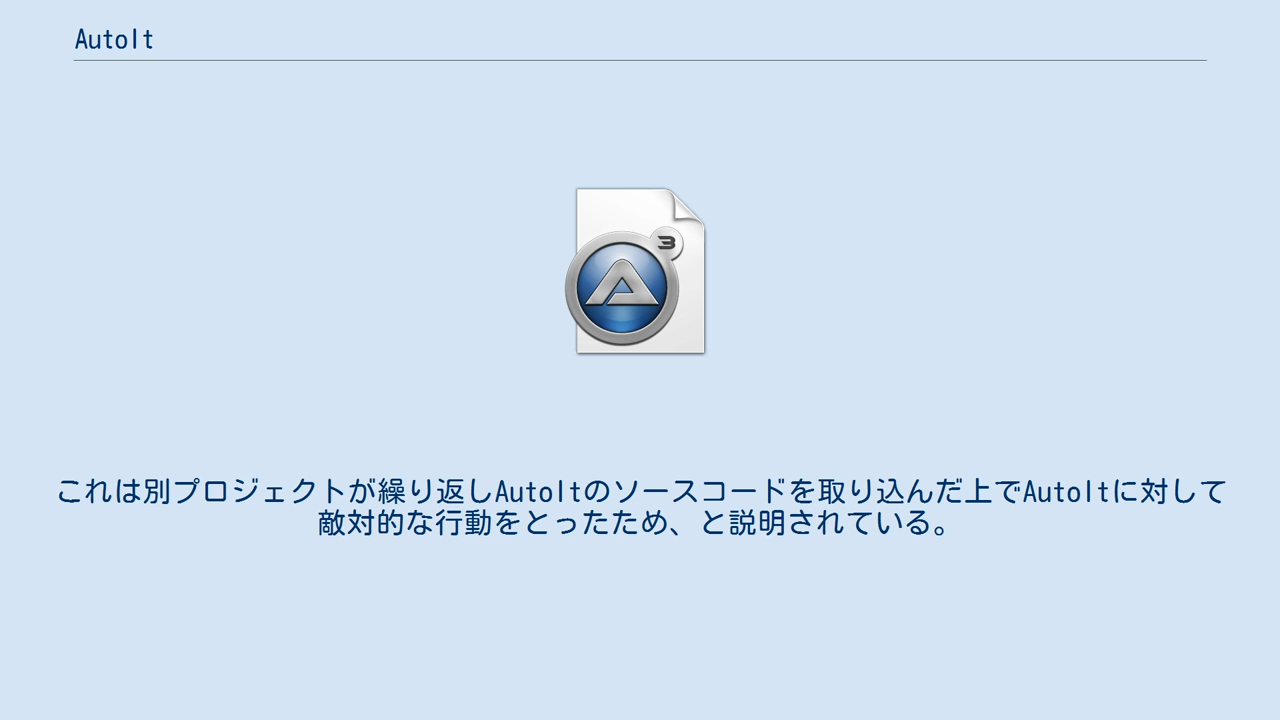 AutoIt
3
これは別プロジェクトが繰り返しAutoItのソースコードを取り込んだ上でAutoItに対して
敵対的な行動をとったため、と説明されている。